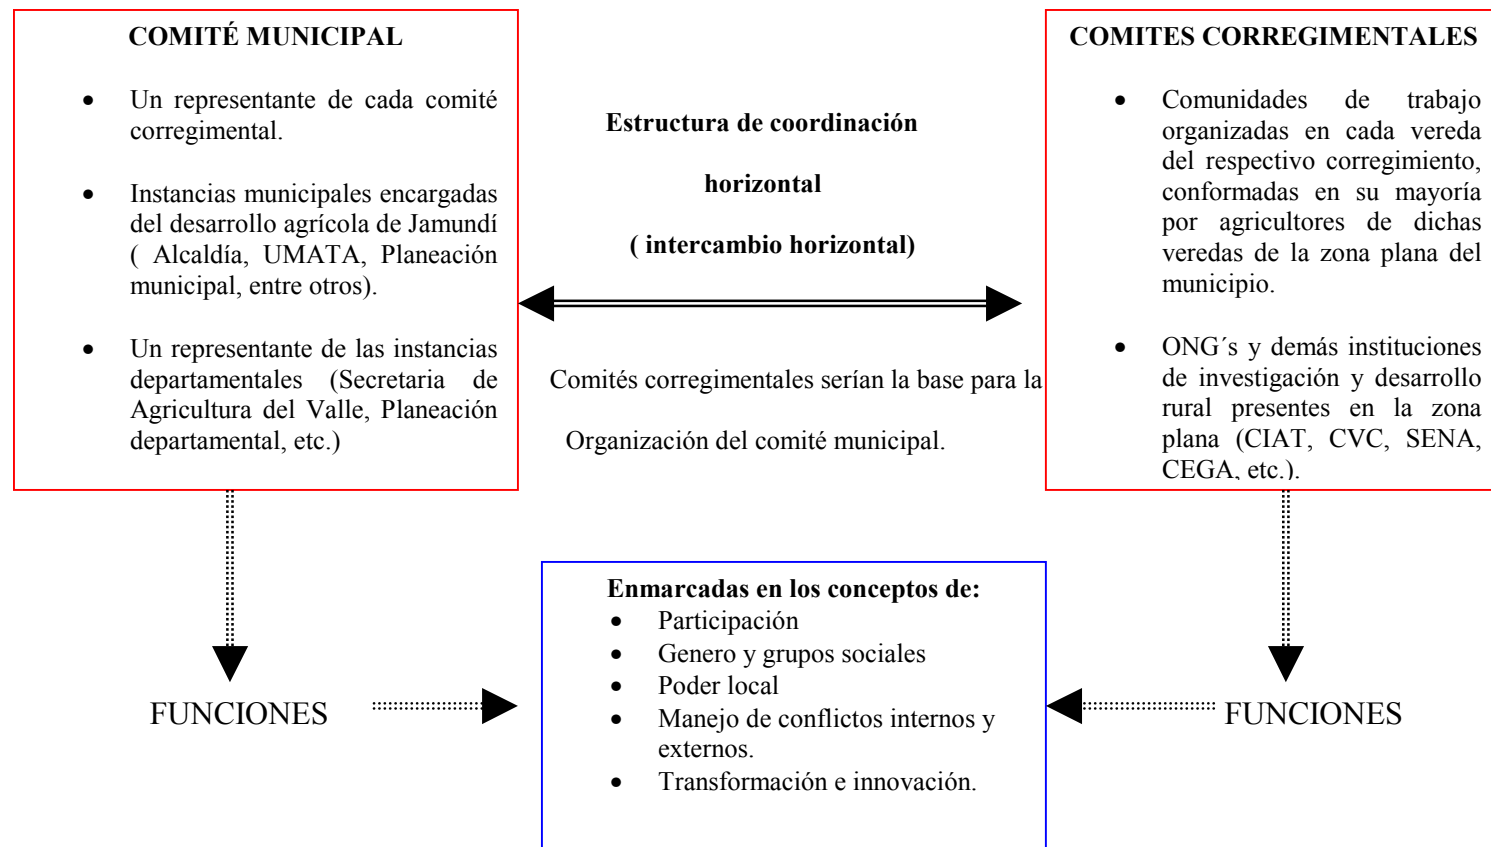 COMITÉ MUNICIPAL
• Un representante de cada comité
corregimental.
• Instancias municipales encargadas
del desarrollo agrícola de Jamundí
( Alcaldía, UMATA, Planeación
municipal, entre otros).
• Un representante de las instancias
departamentales (Secretaria de
Agricultura del Valle, Planeación
departamental, etc.)
Estructura de coordinación
horizontal
( intercambio horizontal)
Comités corregimentales serían la base para la
Organización del comité municipal.
COMITES CORREGIMENTALES
• Comunidades de trabajo
organizadas en cada vereda
del respectivo corregimiento,
conformadas en su mayoría
por agricultores de dichas
veredas de la zona plana del
municipio.
• ONG´s y demás instituciones
de investigación y desarrollo
rural presentes en la zona
plana (CIAT, CVC, SENA,
CEGA, etc.).
FUNCIONES
Enmarcadas en los conceptos de:
• Participación
• Genero y grupos sociales
• Poder local
• Manejo de conflictos internos y
externos.
• Transformación e innovación.
FUNCIONES